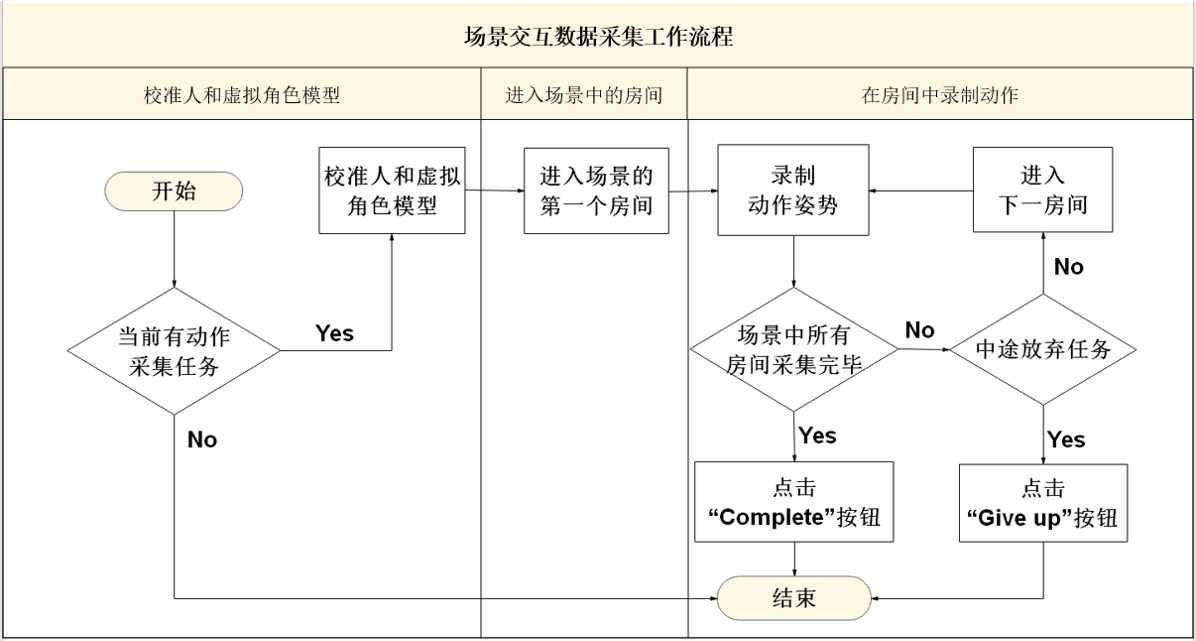 场景交互数据采集工作流程
校准人和虚拟角色模型
进入场景中的房间
在房间中录制动作
开始
当前有动作
采集任务
Yes
No
校准人和虚拟
角色模型
进入场景的
第一个房间
录制
动作姿势
场景中所有
房间采集完毕
No
Yes
中途放弃任务
No
Yes
进入
下一房间
点击
“Complete”按钮
点击
“Give up”按钮
结束